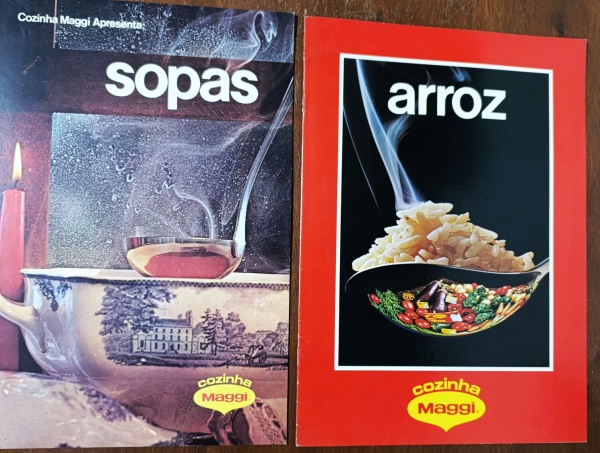 Cozinha Maggi Apresenta:
sopas
cozinha
Maggi
arroz
cozinha
Maggi